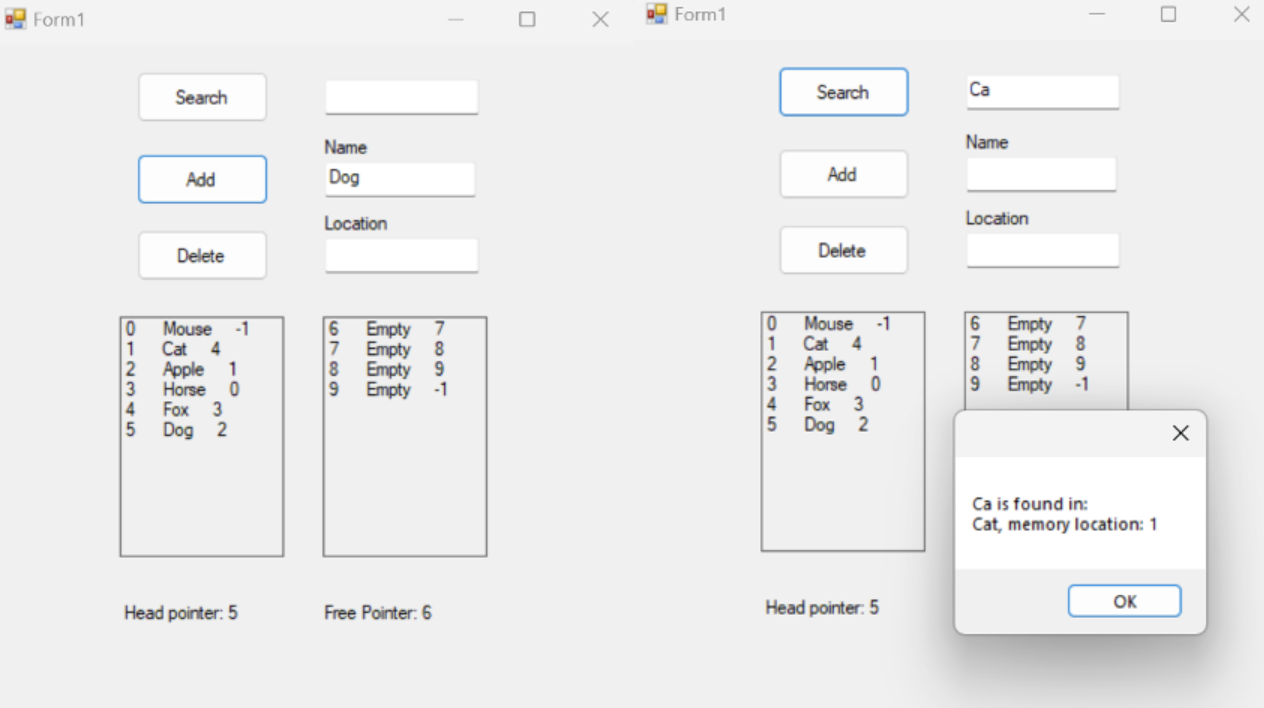 Form1
Search
Name
Add
Dog
Location
Delete
0 Mouse -1
1 Cat 4
2 Apple 1
3 Horse 0
4 Fox 3
5 Dog 2
6 Empty 7
7 Empty 8
8 Empty 9
9 Empty -1
Head pointer: 5
Free Pointer: 6
Form1
Search
Ca
Name
Add
Location
Delete
0 Mouse -1
1 Cat 4
2 Apple 1
3 Horse 0
4 Fox 3
5 Dog 2
6 Empty 7
7 Empty 8
8 Empty 9
9 Empty -1
Ca is found in:
Cat, memory location: 1
OK
Head pointer: 5